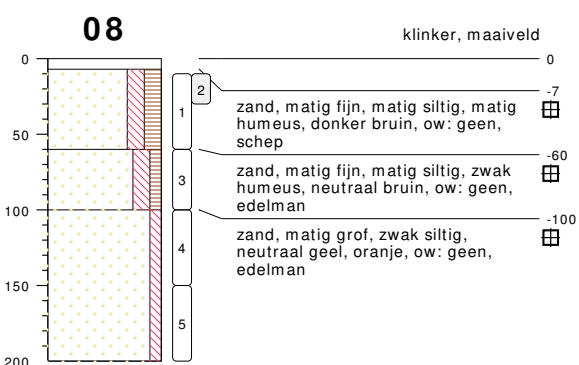 08
klinker, maaiveld
0
0
-7
2
1
zand, matig fijn, matig siltig, matig
humeus, donker bruin, ow: geen,
schep
50
-60
3
zand, matig fijn, matig siltig, zwak
humeus, neutraal bruin, ow: geen,
edelman
100
-100
4
zand, matig grof, zwak siltig,
neutraal geel, oranje, ow: geen,
edelman
150
5
200